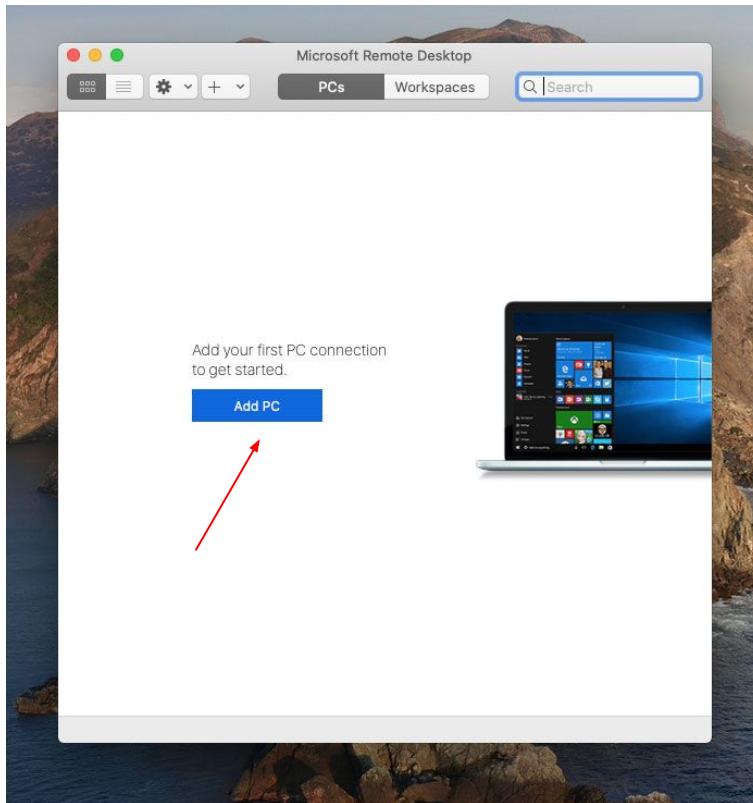 Microsoft Remote Desktop
PCs
Workspaces
Search
Add your first PC connection
to get started.
Add PC